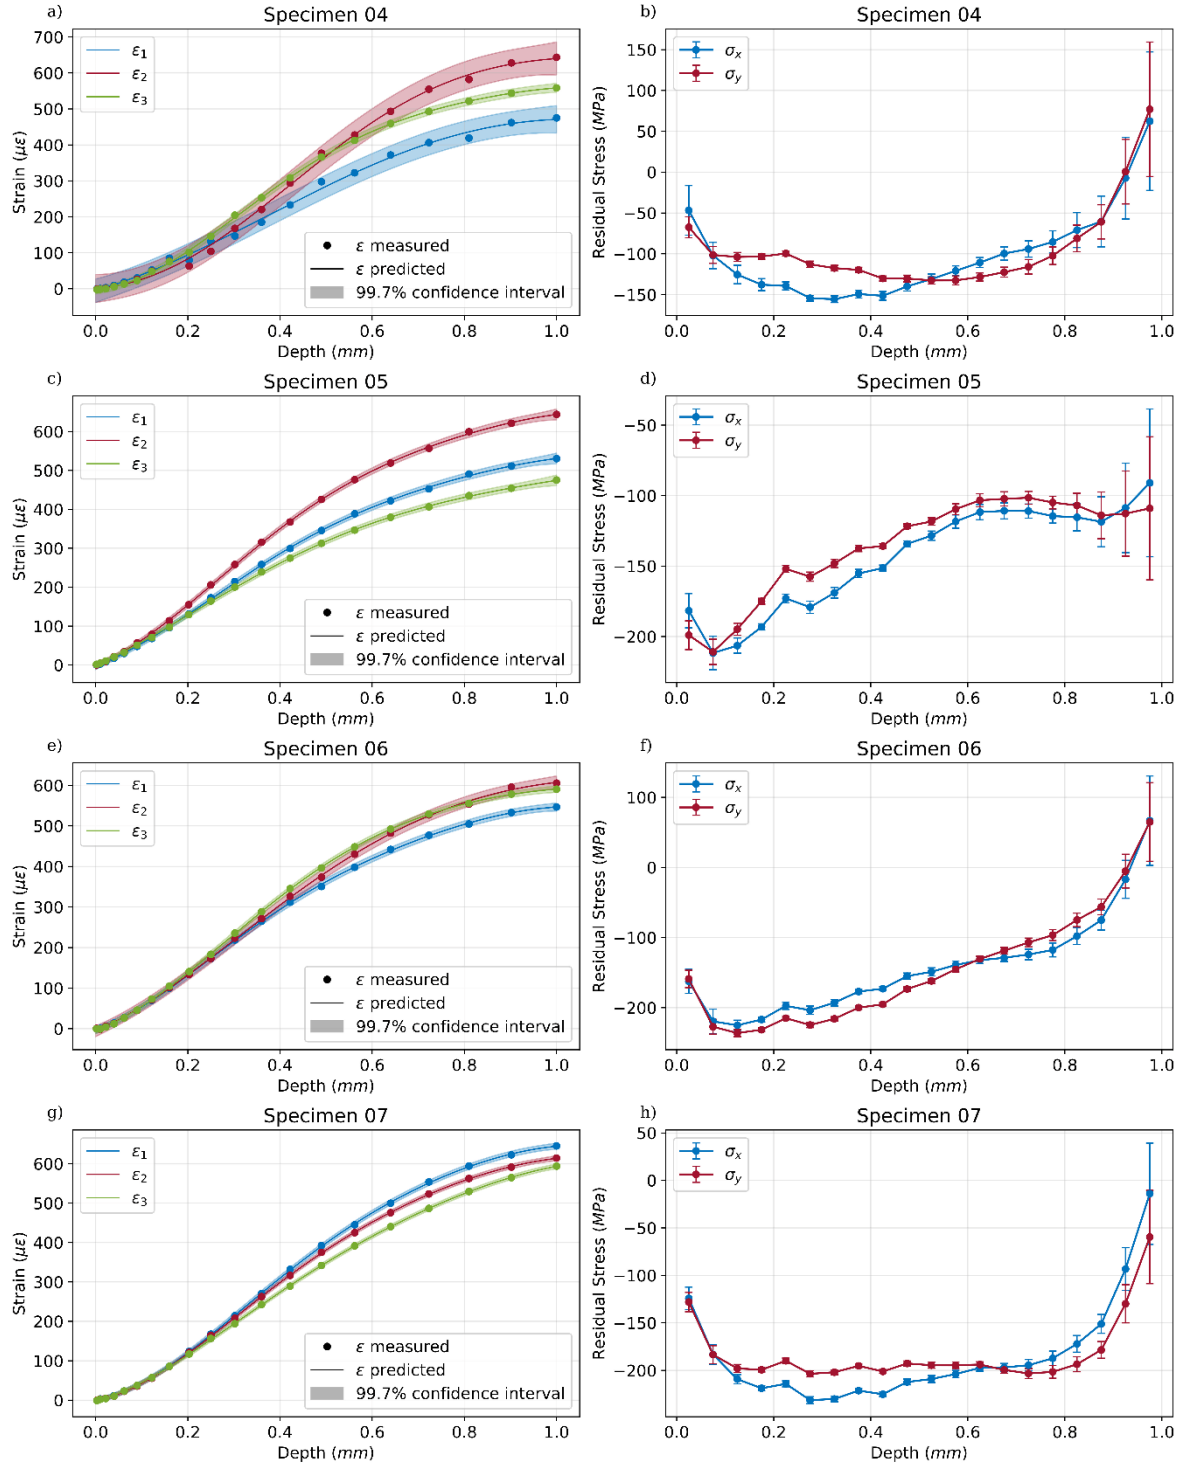 a)
Specimen 04
700
600
500
400
300
200
100
0
Strain (με)
ε1
ε2
ε3
ε measured
ε predicted
99.7% confidence interval
0.0 0.2 0.4 0.6 0.8 1.0
Depth (mm)
b)
Specimen 04
150
100
50
0
−50
−100
−150
Residual Stress (MPa)
σx
σy
0.0 0.2 0.4 0.6 0.8 1.0
Depth (mm)
c)
Specimen 05
600
500
400
300
200
100
0
Strain (με)
ε1
ε2
ε3
ε measured
ε predicted
99.7% confidence interval
0.0 0.2 0.4 0.6 0.8 1.0
Depth (mm)
d)
Specimen 05
−50
−100
−150
−200
Residual Stress (MPa)
σx
σy
0.0 0.2 0.4 0.6 0.8 1.0
Depth (mm)
e)
Specimen 06
600
500
400
300
200
100
0
Strain (με)
ε1
ε2
ε3
ε measured
ε predicted
99.7% confidence interval
0.0 0.2 0.4 0.6 0.8 1.0
Depth (mm)
f)
Specimen 06
100
0
−100
−200
Residual Stress (MPa)
σx
σy
0.0 0.2 0.4 0.6 0.8 1.0
Depth (mm)
g)
Specimen 07
600
500
400
300
200
100
0
Strain (με)
ε1
ε2
ε3
ε measured
ε predicted
99.7% confidence interval
0.0 0.2 0.4 0.6 0.8 1.0
Depth (mm)
h)
Specimen 07
50
0
−50
−100
−150
−200
Residual Stress (MPa)
σx
σy
0.0 0.2 0.4 0.6 0.8 1.0
Depth (mm)